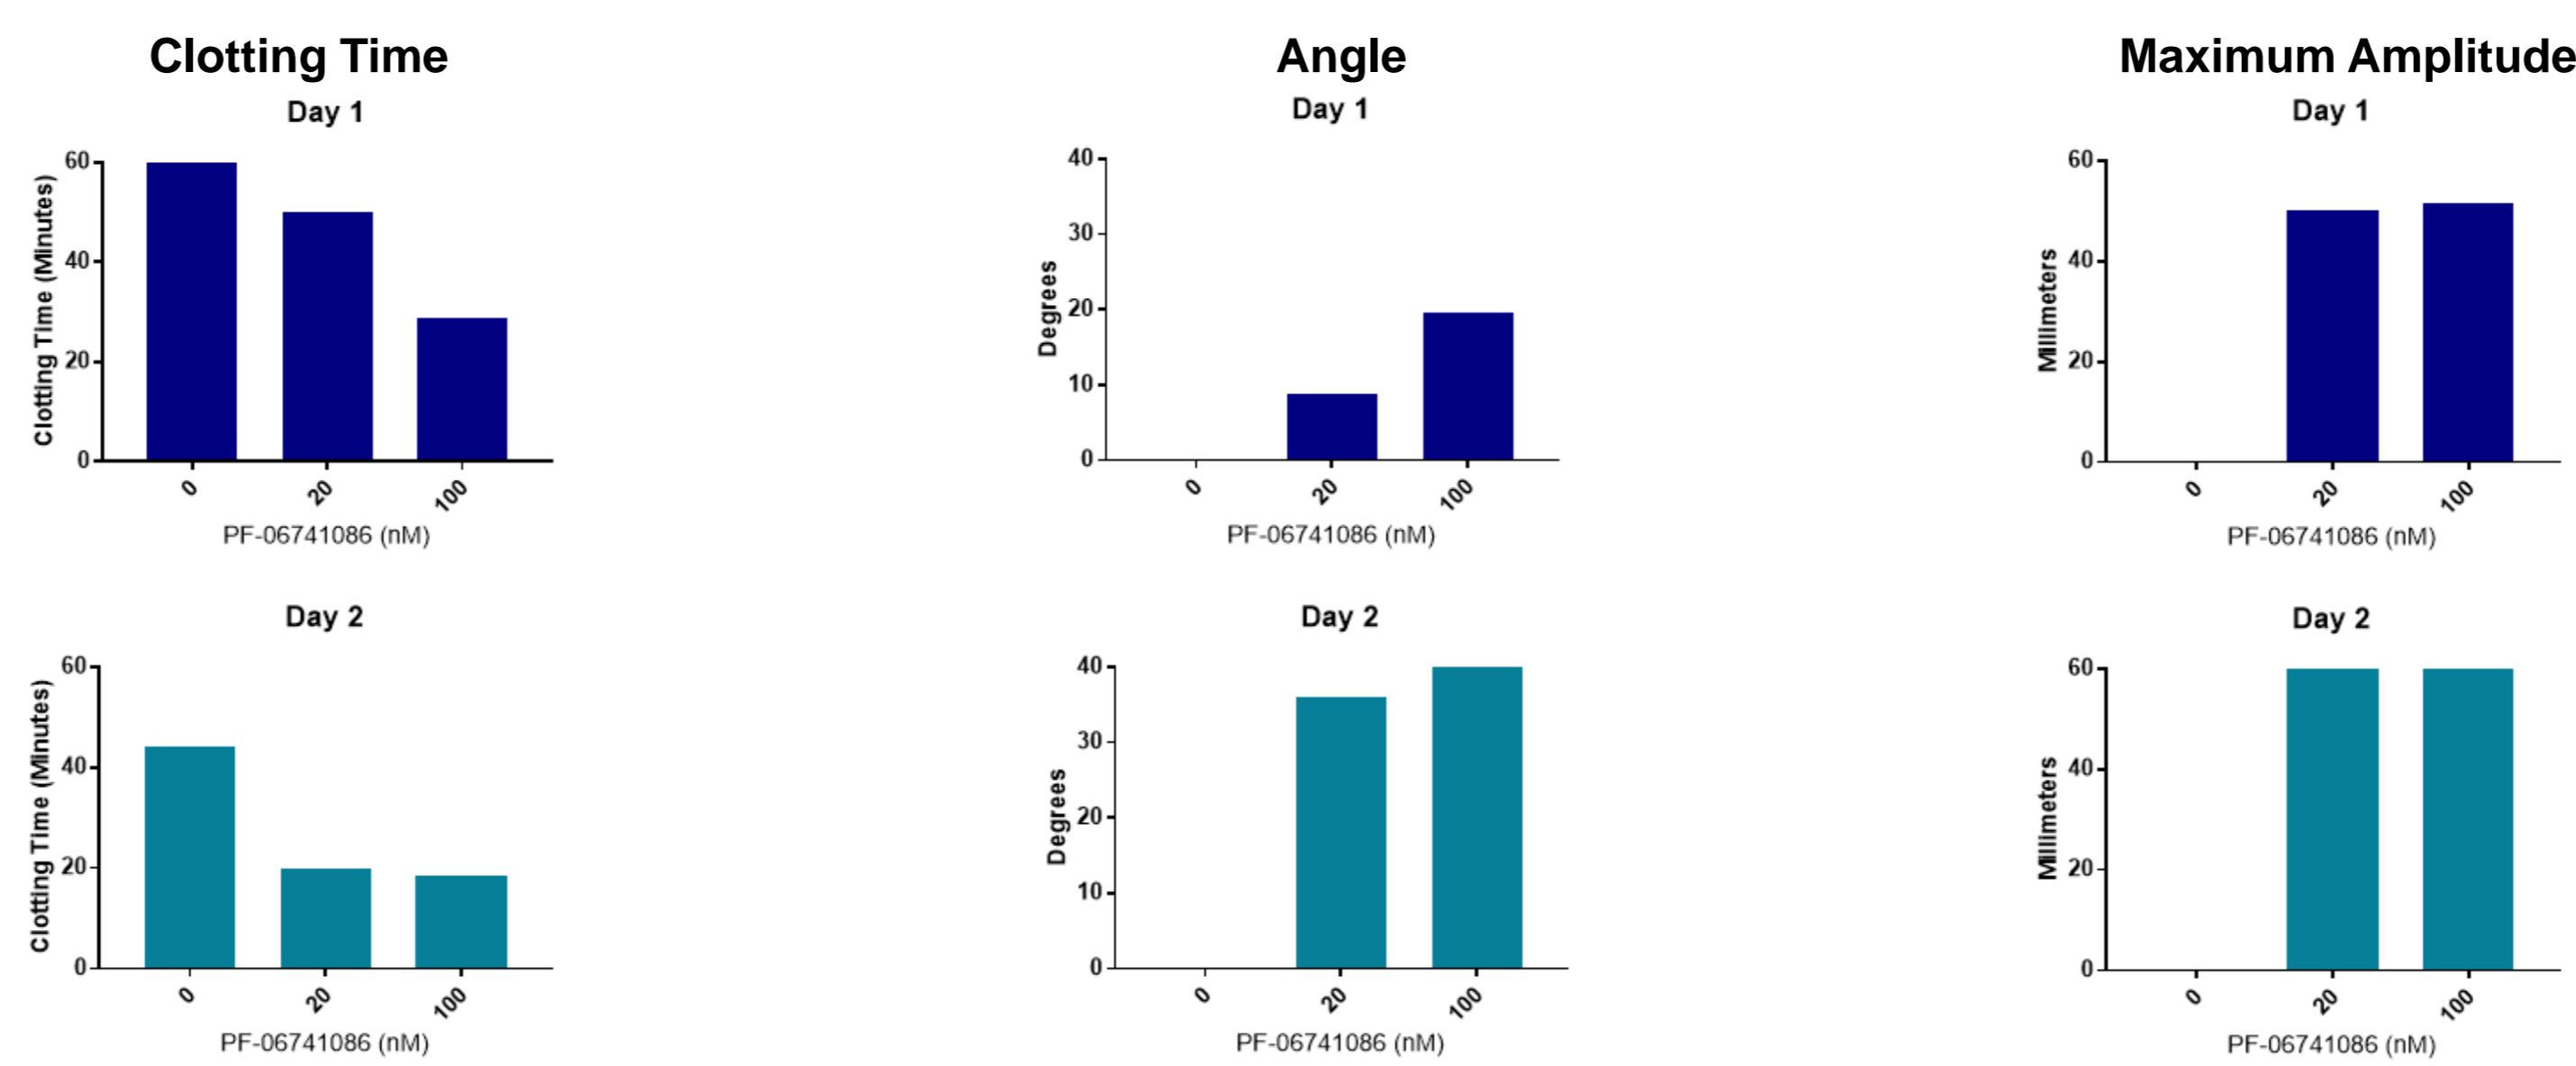 Clotting Time
Day 1
Clotting Time (Minutes)
60
40
20
0
0
20
100
PF-06741086 (nM)
Angle
Day 1
Degrees
40
30
20
10
0
0
20
100
PF-06741086 (nM)
Maximum Amplitude
Day 1
Millimeters
60
40
20
0
0
20
100
PF-06741086 (nM)
Day 2
Clotting Time (Minutes)
60
40
20
0
0
20
100
PF-06741086 (nM)
Day 2
Degrees
40
30
20
10
0
0
20
100
PF-06741086 (nM)
Day 2
Millimeters
60
40
20
0
0
20
100
PF-06741086 (nM)